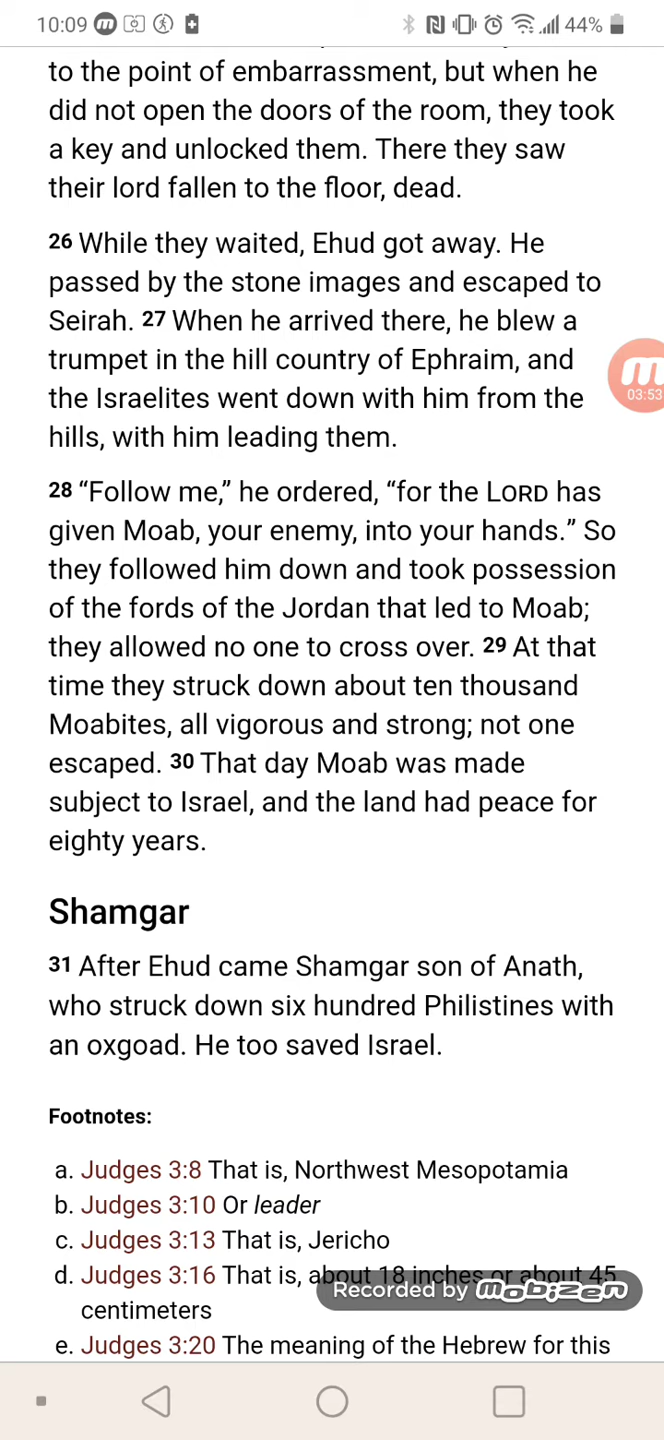 10:09 m 44%
to the point of embarrassment, but when he
did not open the doors of the room, they took
a key and unlocked them. There they saw
their lord fallen to the floor, dead.
26 While they waited, Ehud got away. He
passed by the stone images and escaped to
Seirah. 27 When he arrived there, he blew a
trumpet in the hill country of Ephraim, and
the Israelites went down with him from the
hills, with him leading them.
m
03:53
28 “Follow me,” he ordered, “for the LORD has
given Moab, your enemy, into your hands.” So
they followed him down and took possession
of the fords of the Jordan that led to Moab;
they allowed no one to cross over. 29 At that
time they struck down about ten thousand
Moabites, all vigorous and strong; not one
escaped. 30 That day Moab was made
subject to Israel, and the land had peace for
eighty years.
Shamgar
31 After Ehud came Shamgar son of Anath,
who struck down six hundred Philistines with
an oxgoad. He too saved Israel.
Footnotes:
a. Judges 3:8 That is, Northwest Mesopotamia
b. Judges 3:10 Or leader
c. Judges 3:13 That is, Jericho
d. Judges 3:16 That is, about 18 inches or about 45
centimeters
Recorded by mobizen
e. Judges 3:20 The meaning of the Hebrew for this